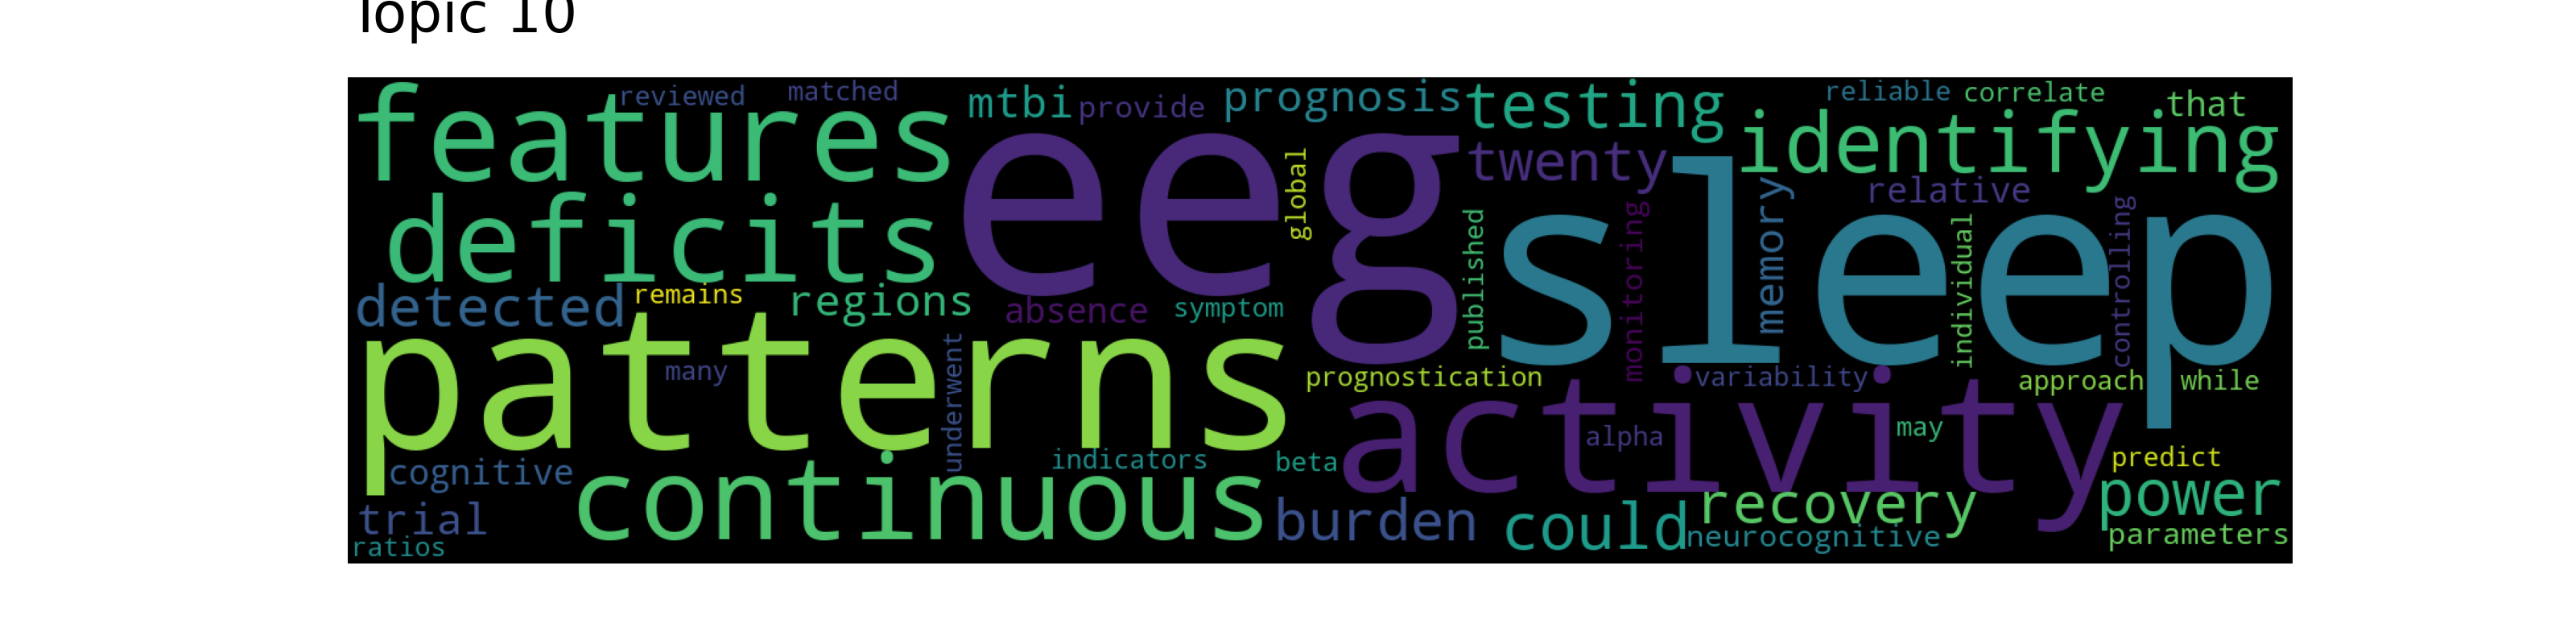 Topic 10
features
reviewed
matched
mtbi
provide
prognosis
testing
reliable
correlate
that
identifying
twenty
relative
eeg
global
sleep
memory
monitoring
published
individual
controlling
deficits
detected
remains
regions
absence
symptom
patterns
many
underwent
prognostication
variability
approach
while
activity
alpha
may
cognitive
indicators
beta
predict
continuous
trial
burden
could
recovery
power
neurocognitive
parameters
ratios